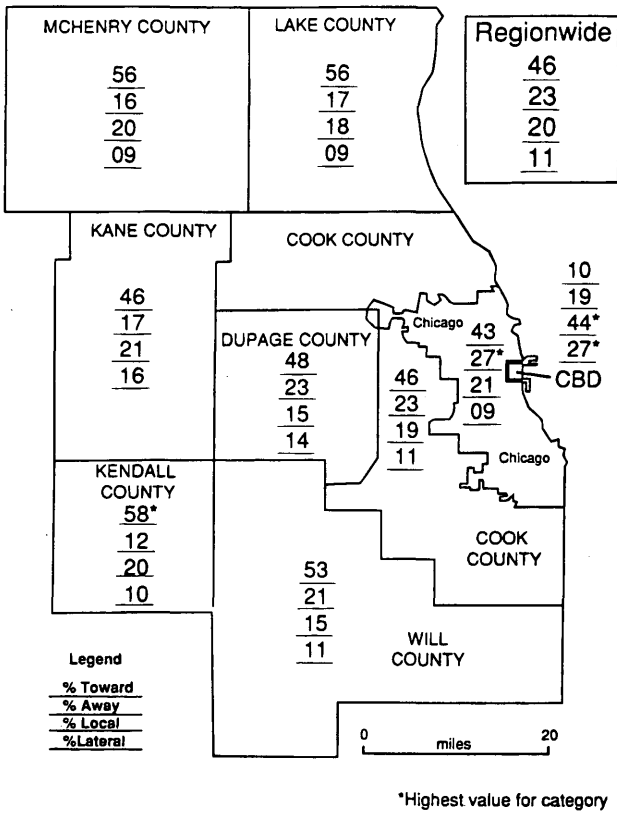 MCHENRY COUNTY
56
16
20
09
LAKE COUNTY
56
17
18
09
Regionwide
46
23
20
11
KANE COUNTY
46
17
21
16
COOK COUNTY
10
19
44*
27*
CBD
Chicago
43
27*
21
09
DUPAGE COUNTY
48
23
15
14
46
23
19
11
Chicago
KENDALL
COUNTY
58*
12
20
10
COOK
COUNTY
53
21
15
11
WILL
COUNTY
Legend
% Toward
% Away
% Local
%Lateral
0 20
miles
*Highest value for category